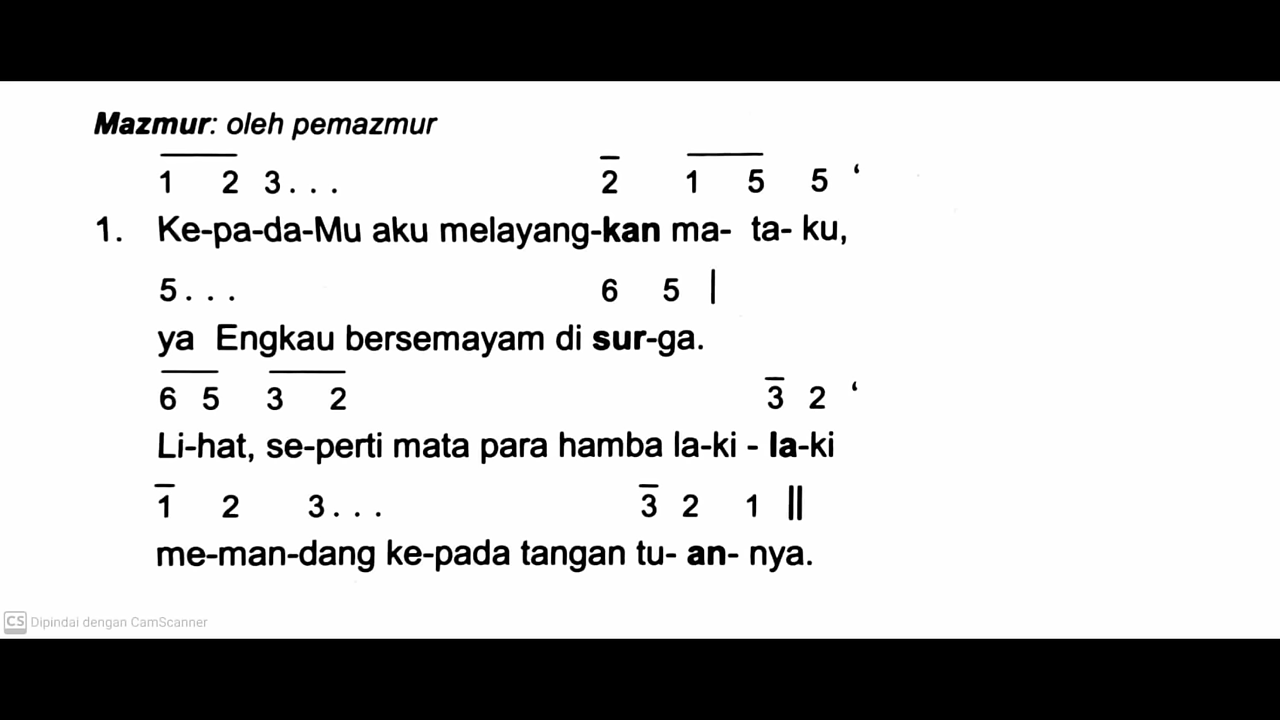 Mazmur: oleh pemazmur
1 2 3 . . . 2 1 5 5 ‘
1. Ke-pa-da-Mu aku melayang-kan ma- ta- ku,
5 . . . 6 5 |
ya Engkau bersemayam di sur-ga.
6 5 3 2 3 2 ‘
Li-hat, se-perti mata para hamba la-ki - la-ki
1 2 3 . . . 3 2 1 ||
me-man-dang ke-pada tangan tu- an- nya.
CS Dipindai dengan CamScanner